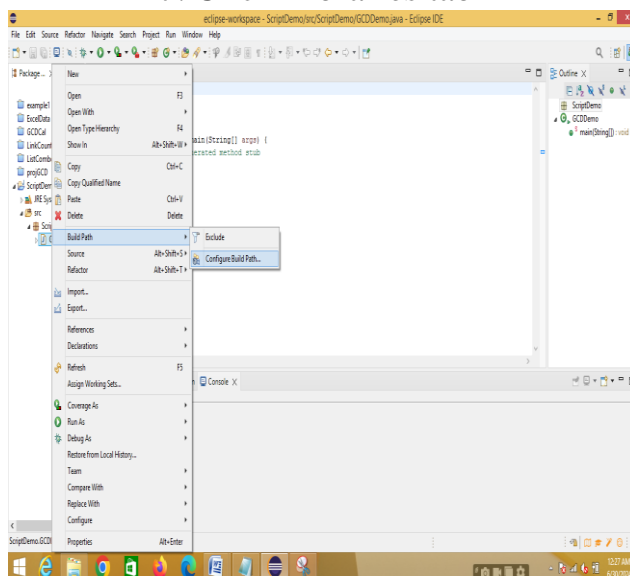 eclipse-workspace - ScriptDemo/src/ScriptDemo/GCDDemo.java - Eclipse IDE
File Edit Source Refactor Navigate Search Project Run Window Help
Package...
New
Open F3
Open With
Open Type Hierarchy F4
Show In Alt+Shift+W
Copy Ctrl+C
Copy Qualified Name
Paste Ctrl+V
Delete Delete
Build Path
Exclude
Configure Build Path...
Source Alt+Shift+S
Refactor Alt+Shift+T
Import...
Export...
References
Declarations
Refresh F5
Assign Working Sets...
Coverage As
Run As
Debug As
Restore from Local History...
Team
Compare With
Replace With
Configure
Properties Alt+Enter
example1
ExcelData
GCDCal
LinkCount
ListComb
projGCD
ScriptDem
JRE Sys
src
Scrip
main(String[] args) {
erated method stub
Console
Outline
ScriptDemo
GCDDemo
main(String[]) : void
ScriptDemo.GCD
12:27 AM